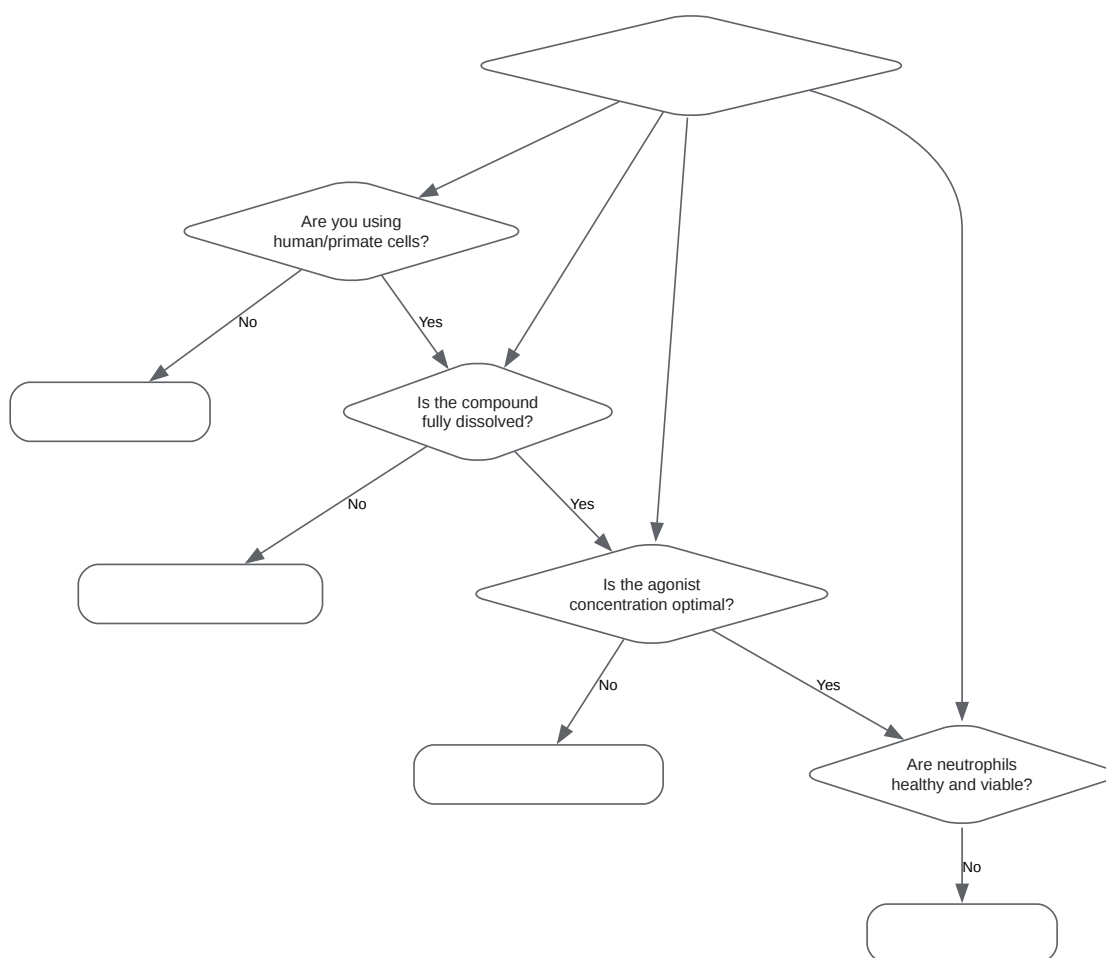 Are you using
human/primate cells?
No
Yes
Is the compound
fully dissolved?
No
Yes
Is the agonist
concentration optimal?
No
Yes
Are neutrophils
healthy and viable?
No